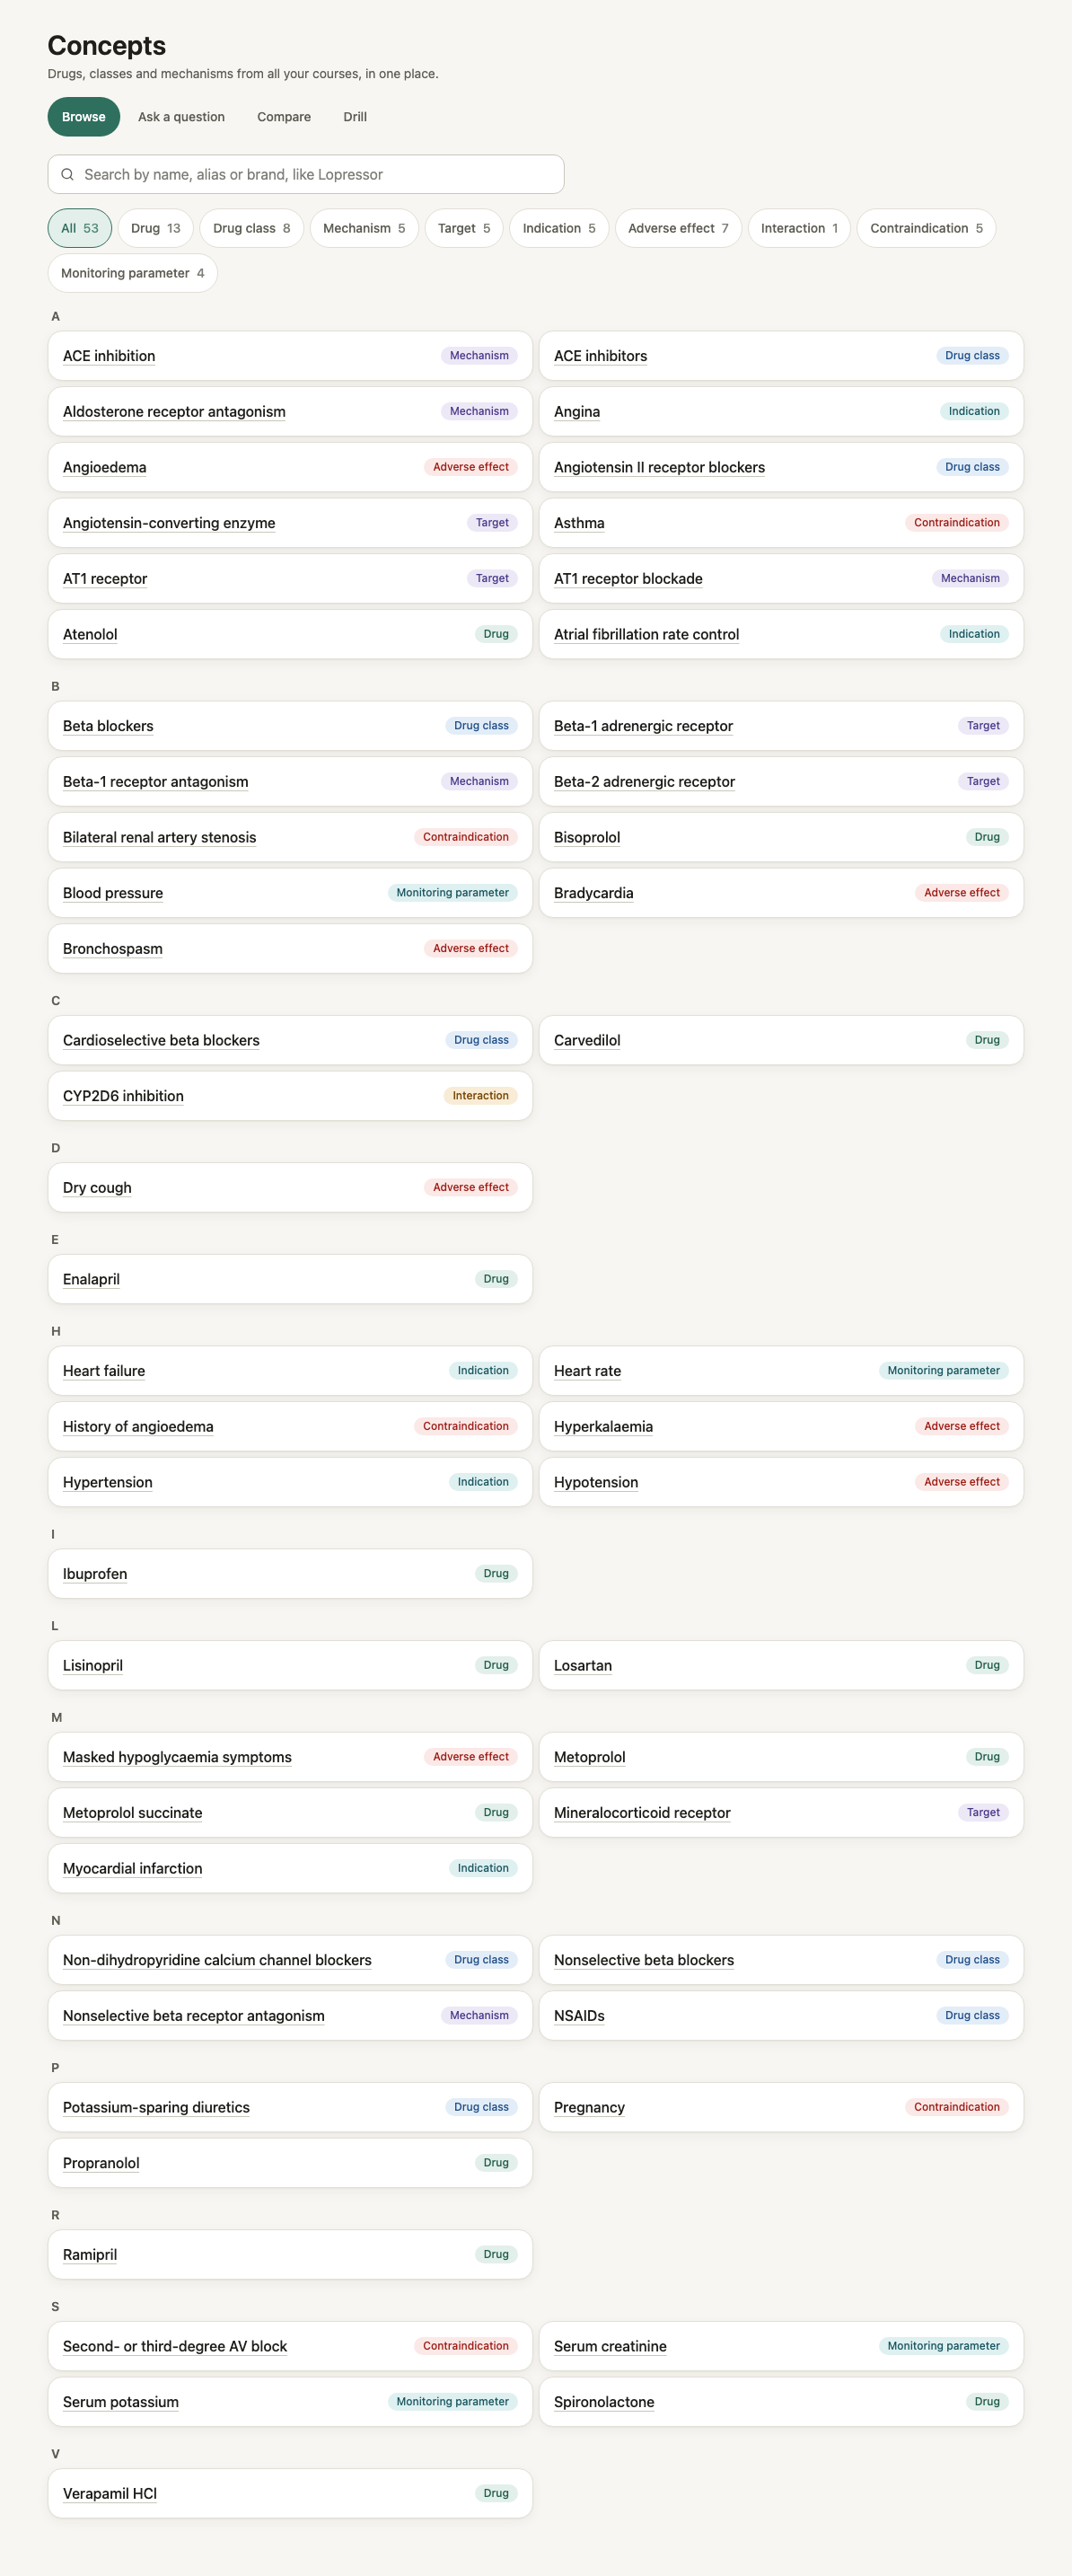 Concepts
Drugs, classes and mechanisms from all your courses, in one place.
Browse Ask a question Compare Drill
Search by name, alias or brand, like Lopressor
All 53 Drug 13 Drug class 8 Mechanism 5 Target 5 Indication 5 Adverse effect 7 Interaction 1 Contraindication 5
Monitoring parameter 4
A
ACE inhibition Mechanism ACE inhibitors Drug class
Aldosterone receptor antagonism Mechanism Angina Indication
Angioedema Adverse effect Angiotensin II receptor blockers Drug class
Angiotensin-converting enzyme Target Asthma Contraindication
AT1 receptor Target AT1 receptor blockade Mechanism
Atenolol Drug Atrial fibrillation rate control Indication
B
Beta blockers Drug class Beta-1 adrenergic receptor Target
Beta-1 receptor antagonism Mechanism Beta-2 adrenergic receptor Target
Bilateral renal artery stenosis Contraindication Bisoprolol Drug
Blood pressure Monitoring parameter Bradycardia Adverse effect
Bronchospasm Adverse effect
C
Cardioselective beta blockers Drug class Carvedilol Drug
CYP2D6 inhibition Interaction
D
Dry cough Adverse effect
E
Enalapril Drug
H
Heart failure Indication Heart rate Monitoring parameter
History of angioedema Contraindication Hyperkalaemia Adverse effect
Hypertension Indication Hypotension Adverse effect
I
Ibuprofen Drug
L
Lisinopril Drug Losartan Drug
M
Masked hypoglycaemia symptoms Adverse effect Metoprolol Drug
Metoprolol succinate Drug Mineralocorticoid receptor Target
Myocardial infarction Indication
N
Non-dihydropyridine calcium channel blockers Drug class Nonselective beta blockers Drug class
Nonselective beta receptor antagonism Mechanism NSAIDs Drug class
P
Potassium-sparing diuretics Drug class Pregnancy Contraindication
Propranolol Drug
R
Ramipril Drug
S
Second- or third-degree AV block Contraindication Serum creatinine Monitoring parameter
Serum potassium Monitoring parameter Spironolactone Drug
V
Verapamil HCl Drug